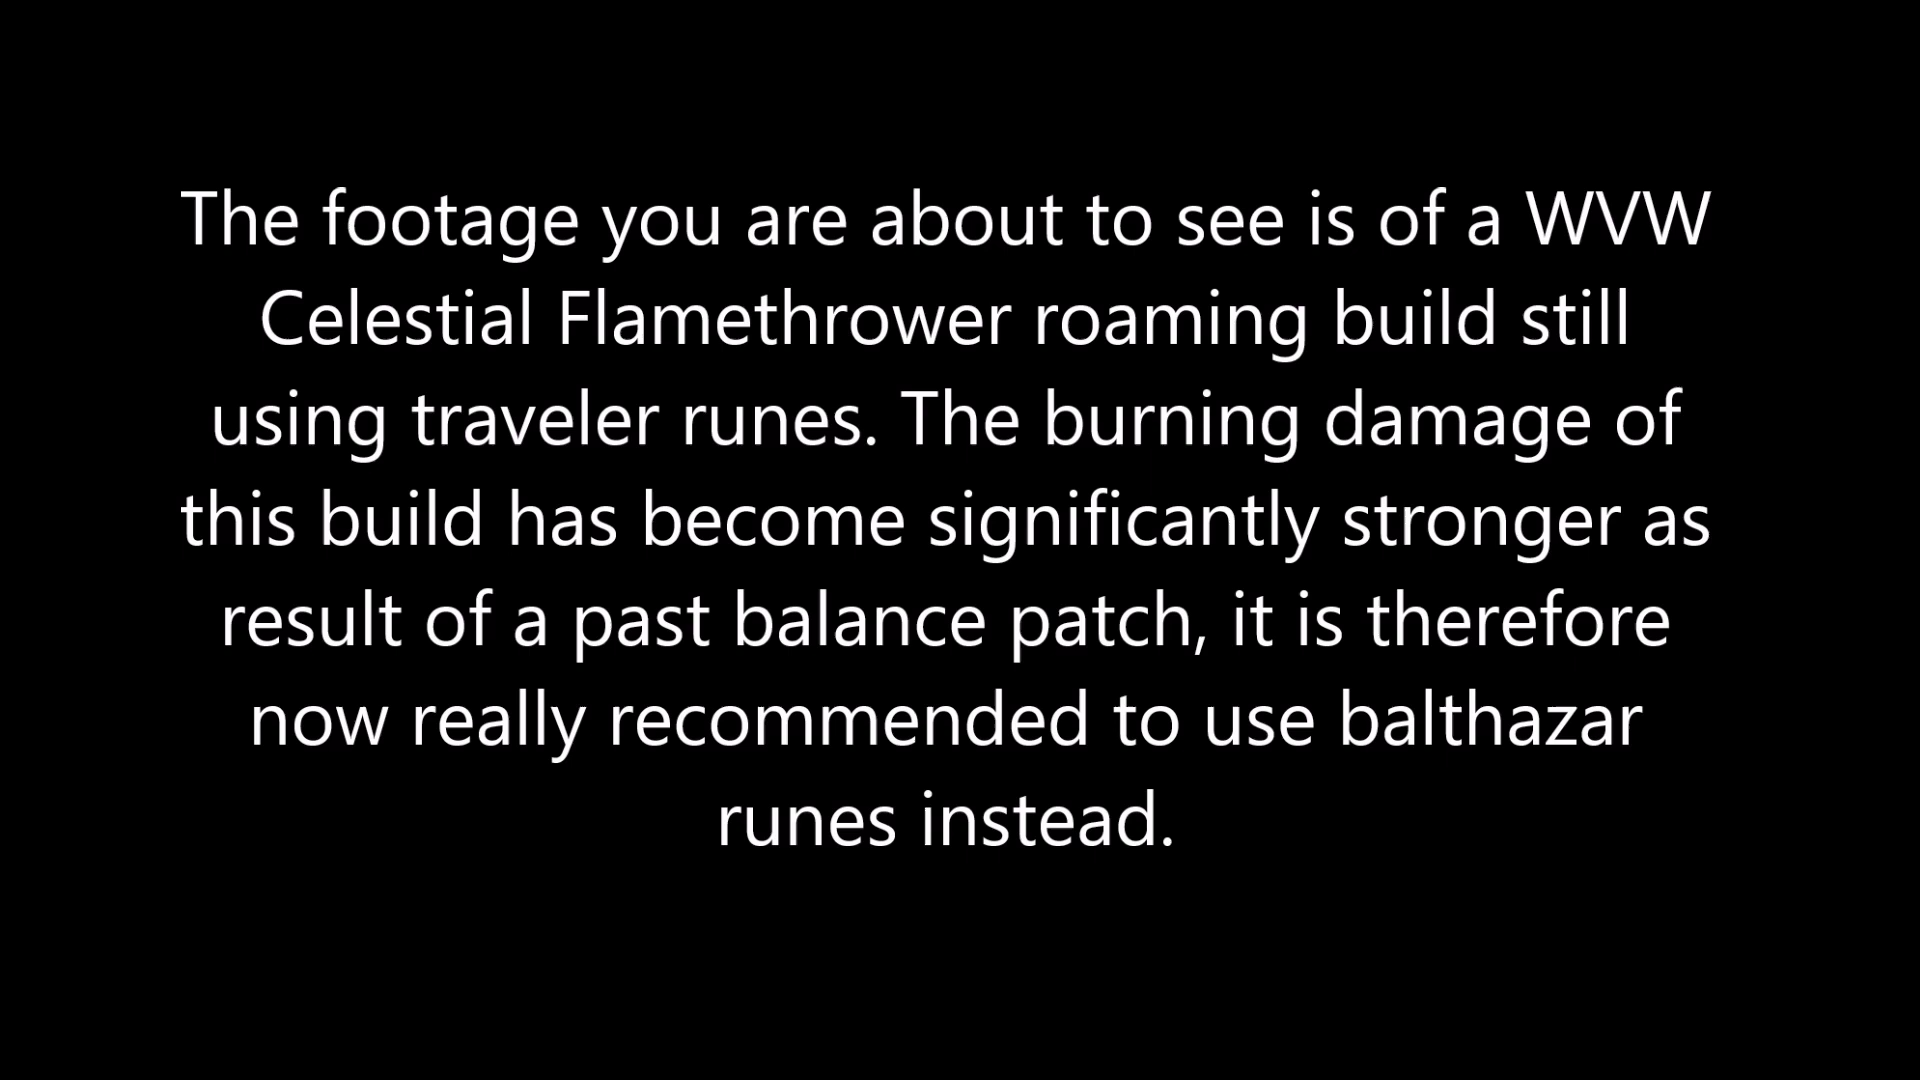 The footage you are about to see is of a WVW
Celestial Flamethrower roaming build still
using traveler runes. The burning damage of
this build has become significantly stronger as
result of a past balance patch, it is therefore
now really recommended to use balthazar
runes instead.